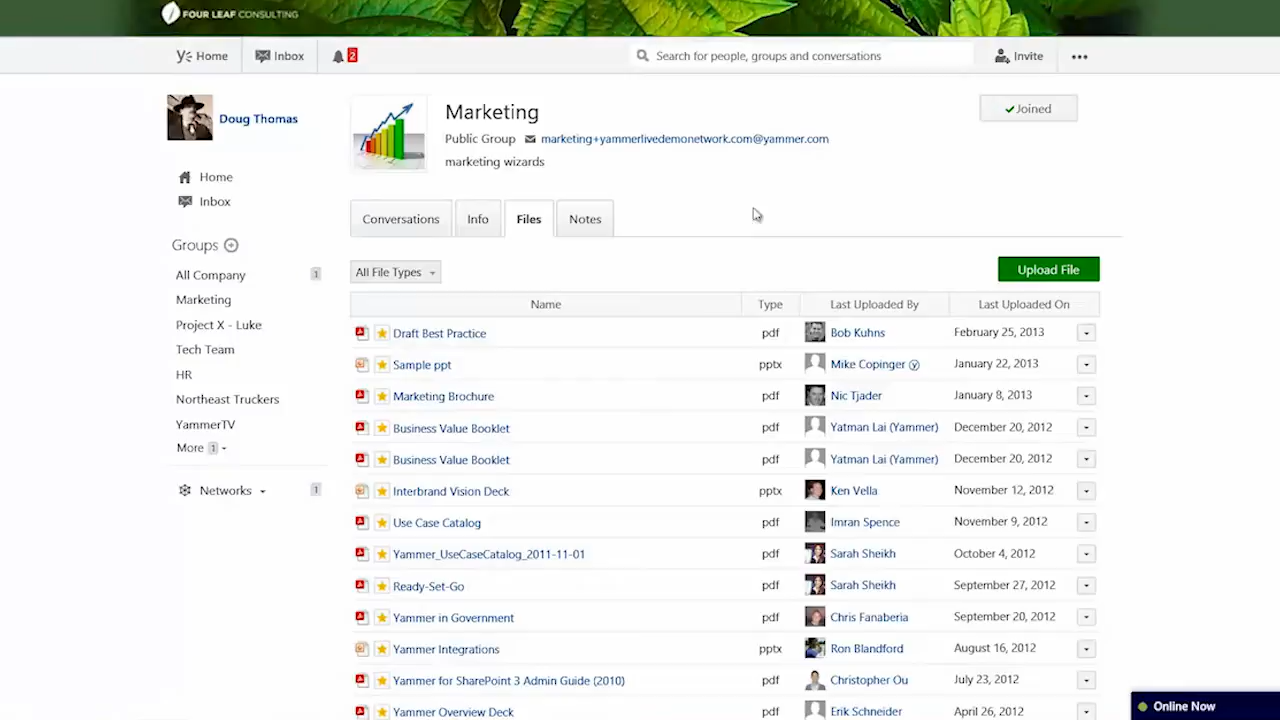 FOUR LEAF CONSULTING
Home
Inbox
2
Search for people, groups and conversations
Invite
Doug Thomas
Home
Inbox
Groups
All Company 1
Marketing
Project X - Luke
Tech Team
HR
Northeast Truckers
YammerTV
More 1
Networks 1
Marketing
Joined
Public Group marketing+yammerlivedemonetwork.com@yammer.com
marketing wizards
Conversations Info Files Notes
All File Types
Upload File
Name Type Last Uploaded By Last Uploaded On
Draft Best Practice pdf Bob Kuhns February 25, 2013
Sample ppt pptx Mike Copinger January 22, 2013
Marketing Brochure pdf Nic Tjader January 8, 2013
Business Value Booklet pdf Yatman Lai (Yammer) December 20, 2012
Business Value Booklet pdf Yatman Lai (Yammer) December 20, 2012
Interbrand Vision Deck pptx Ken Vella November 12, 2012
Use Case Catalog pdf Imran Spence November 9, 2012
Yammer_UseCaseCatalog_2011-11-01 pdf Sarah Sheikh October 4, 2012
Ready-Set-Go pdf Sarah Sheikh September 27, 2012
Yammer in Government pdf Chris Fanaberia September 20, 2012
Yammer Integrations pptx Ron Blandford August 16, 2012
Yammer for SharePoint 3 Admin Guide (2010) pdf Christopher Ou July 23, 2012
Yammer Overview Deck pdf Erik Schneider April 26, 2012
Online Now